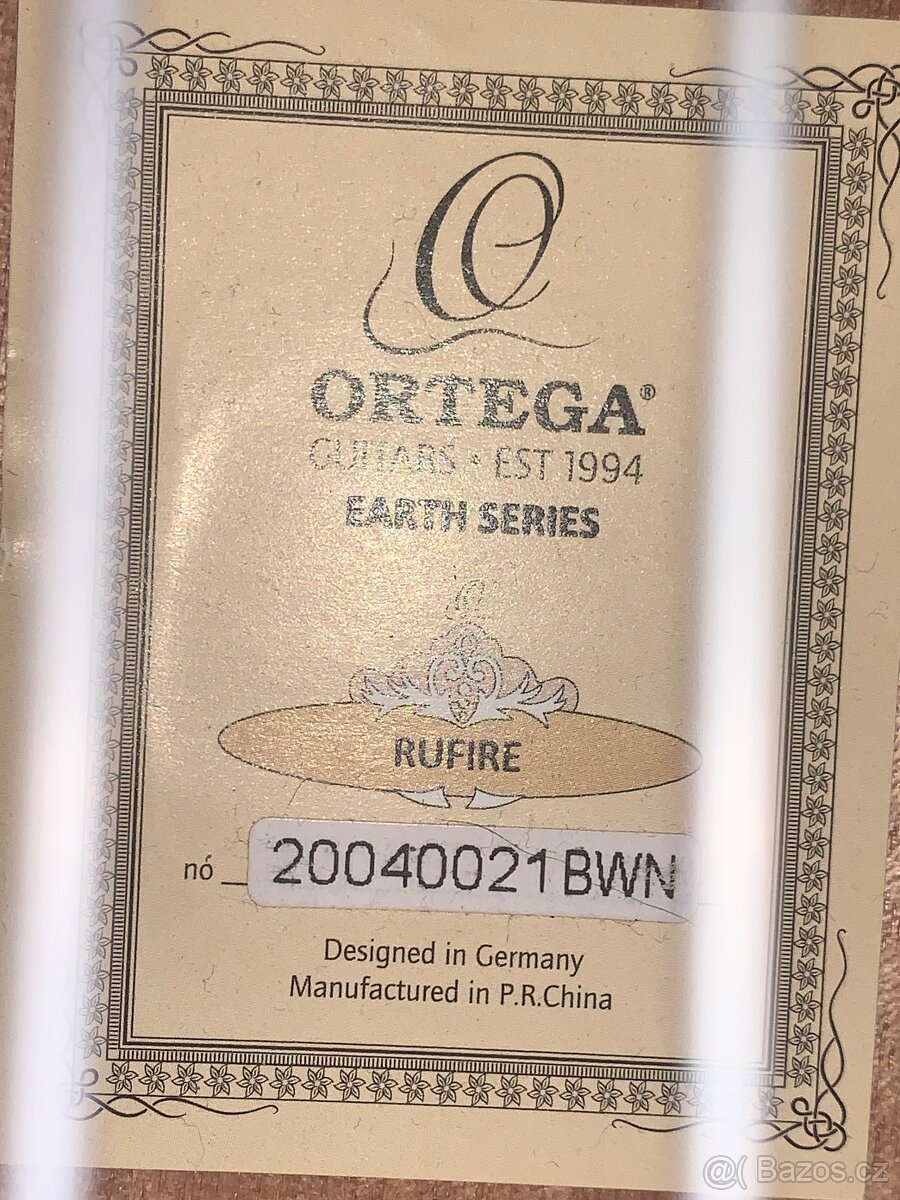 O
ORTEGA®
GUITARS • EST 1994
EARTH SERIES
RUFIRE
nó _ 20040021BWN
Designed in Germany
Manufactured in P.R.China
@( Bazos.cz